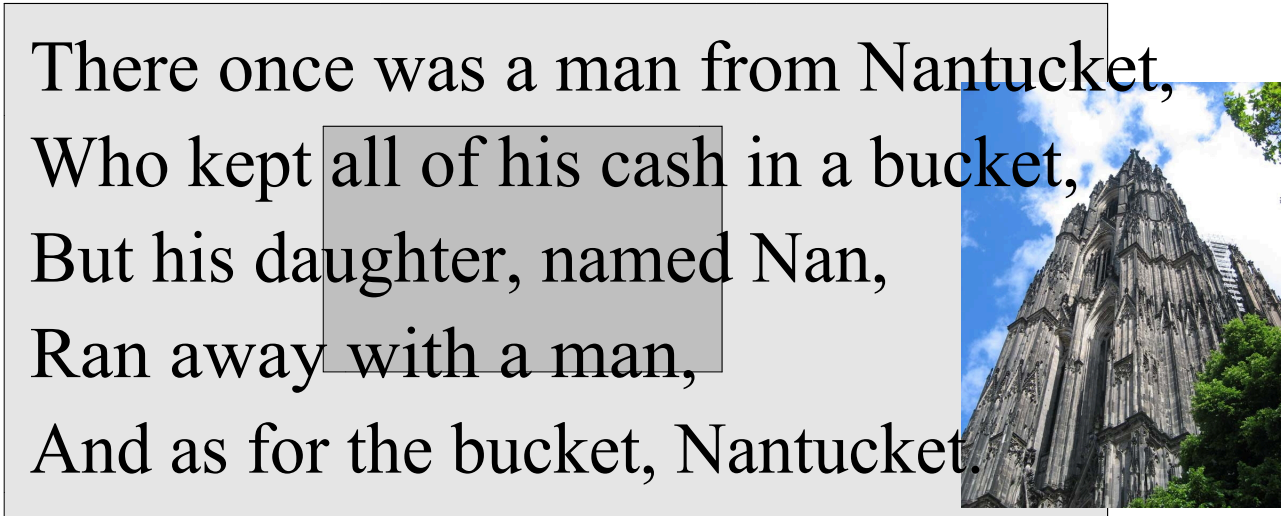 There once was a man from Nantucket,
Who kept all of his cash in a bucket,
But his daughter, named Nan,
Ran away with a man,
And as for the bucket, Nantucket.